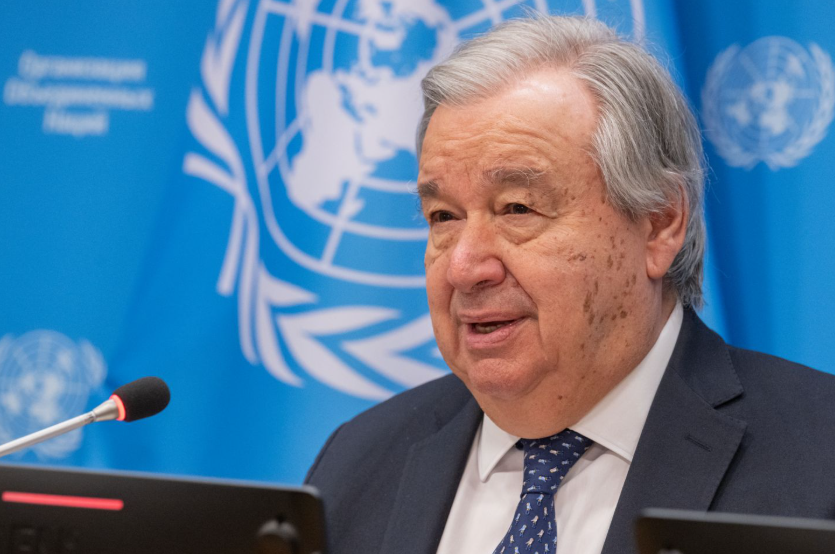 Организация
Объединенных
Наций